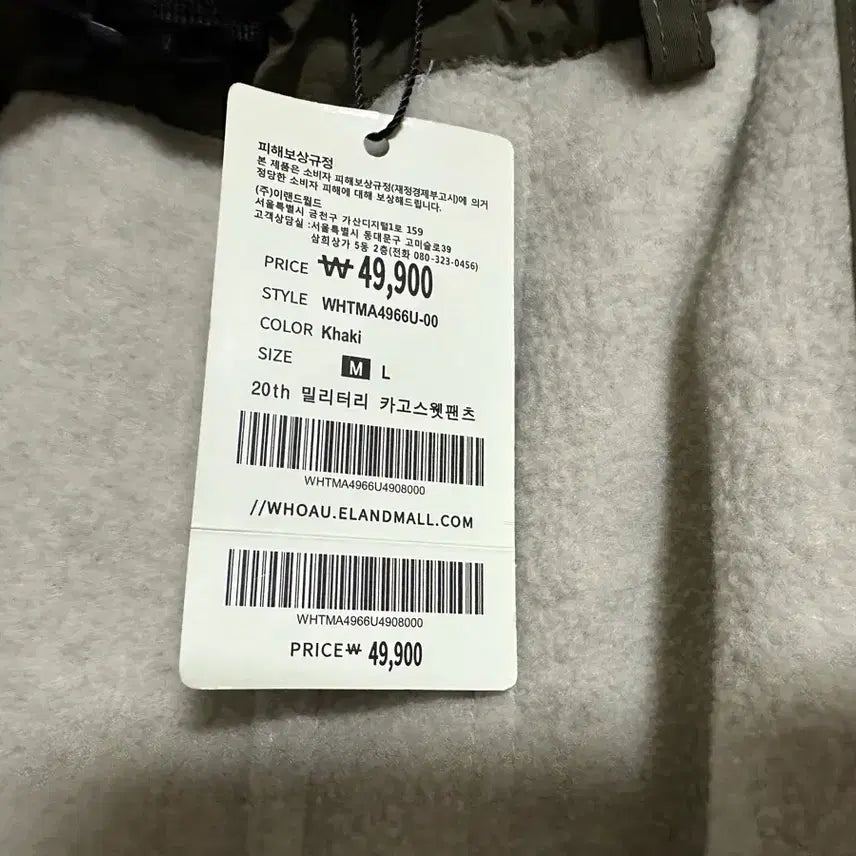 피해보상규정
본 제품은 소비자 피해보상규정(재정경제부고시)에 의거
정당한 소비자 피해에 대해 보상해드립니다.
(주)이랜드월드
서울특별시 금천구 가산디지털1로 159
고객상담실 :서울특별시 동대문구 고미술로39
삼희상가 5동 2층(전화 080-323-0456)
PRICE ₩ 49,900
STYLE WHTMA4966U-00
COLOR Khaki
SIZE M L
20th 밀리터리 카고스웻팬츠
WHTMA4966U4908000
//WHOAU.ELANDMALL.COM
WHTMA4966U4908000
PRICE₩ 49,900